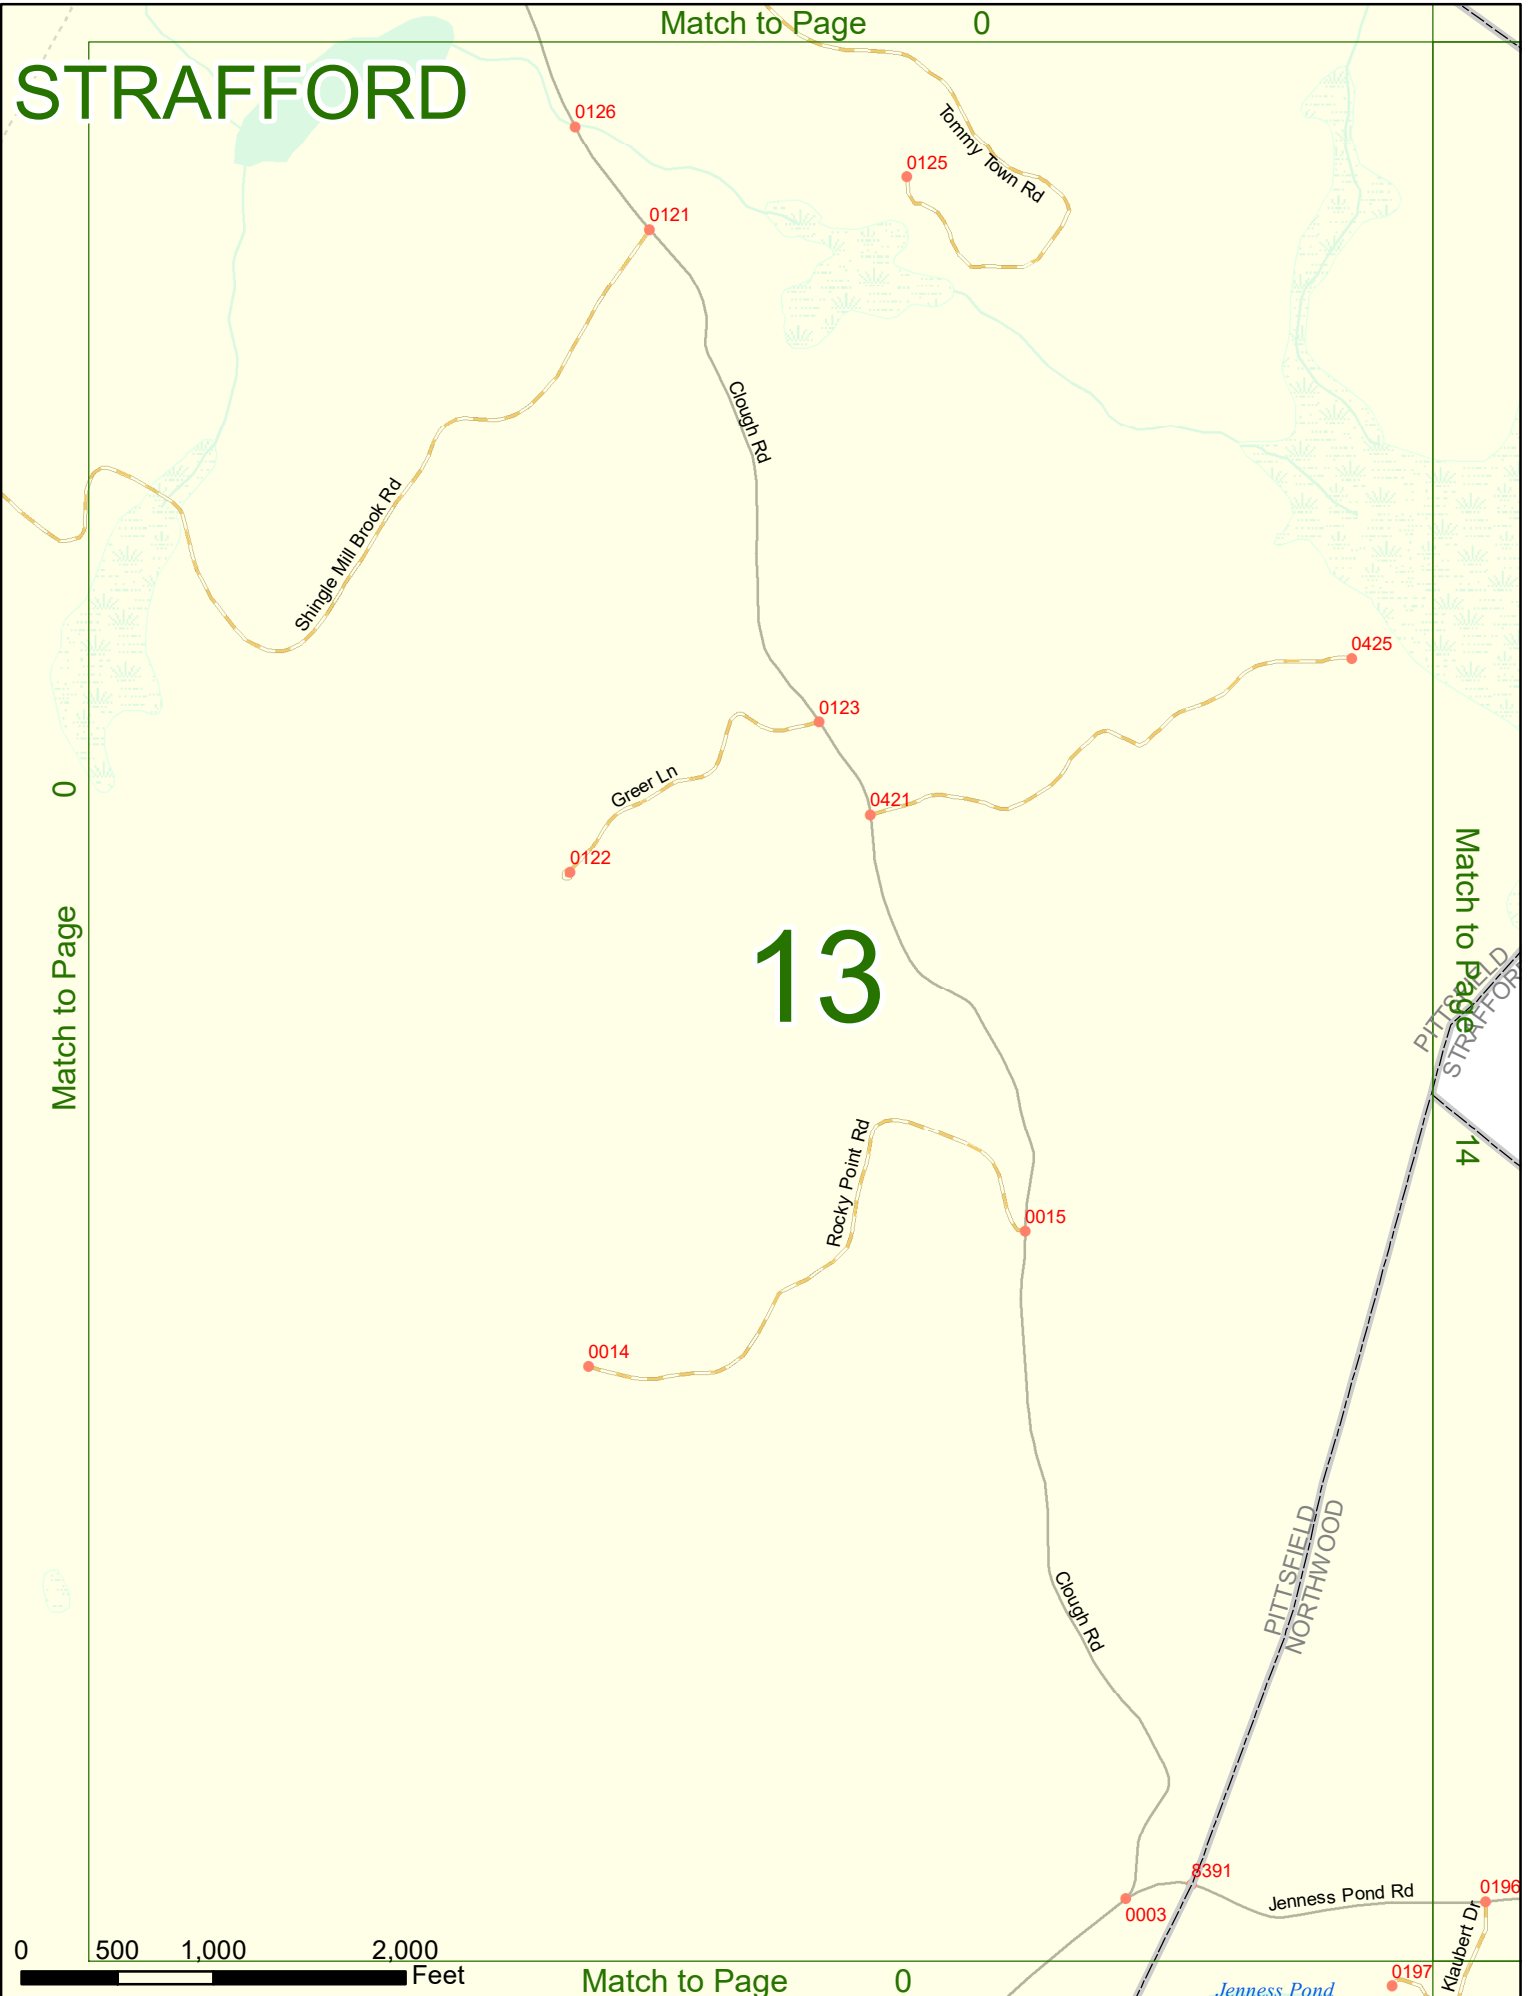 Match to Page 0
STRAFFORD
0126
Tommy Town Rd
0125
0121
Clough Rd
Shingle Mill Brook Rd
0425
0123
Greer Ln
0421
0122
Match to Page 0
Match to Page 14
13
PITTSFIELD
STRAFFOR
Rocky Point Rd
0015
0014
PITTSFIELD
NORTHWOOD
Clough Rd
8391
Jenness Pond Rd
0196
0003
Klaubert Dr
0 500 1,000 2,000
Feet
Match to Page 0
0197
Jenness Pond